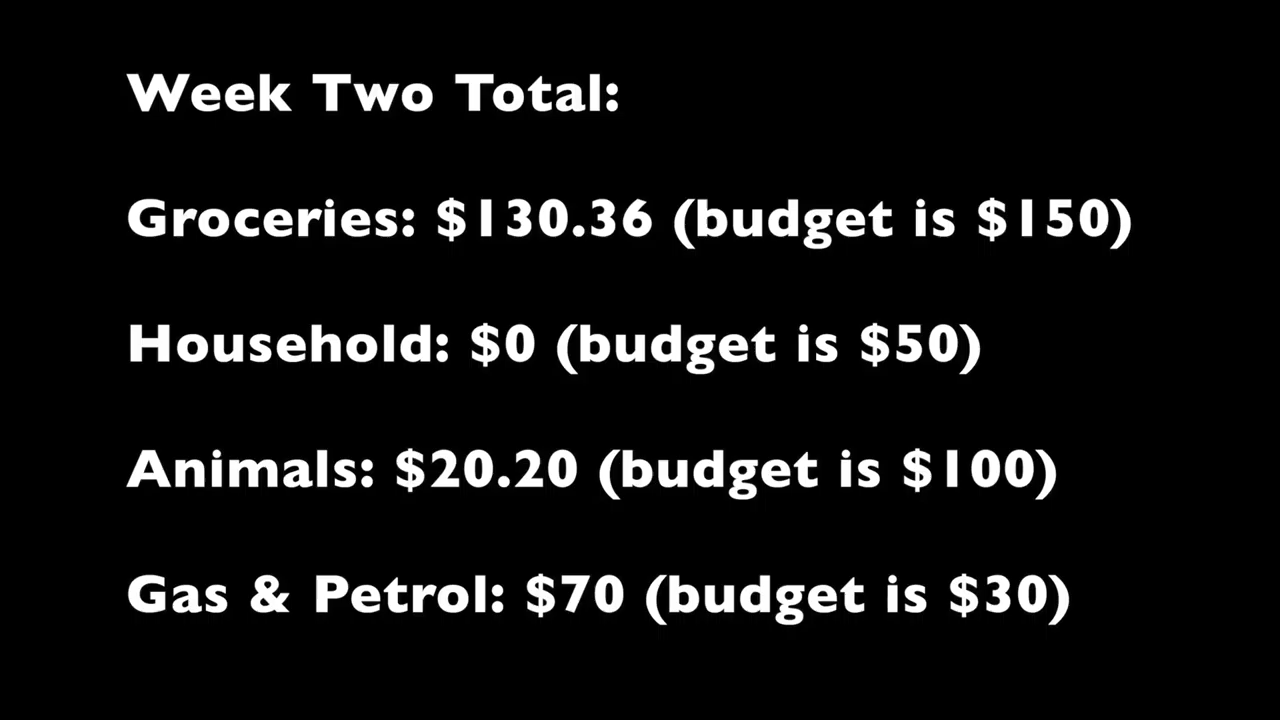 Week Two Total:
Groceries: $130.36 (budget is $150)
Household: $0 (budget is $50)
Animals: $20.20 (budget is $100)
Gas & Petrol: $70 (budget is $30)